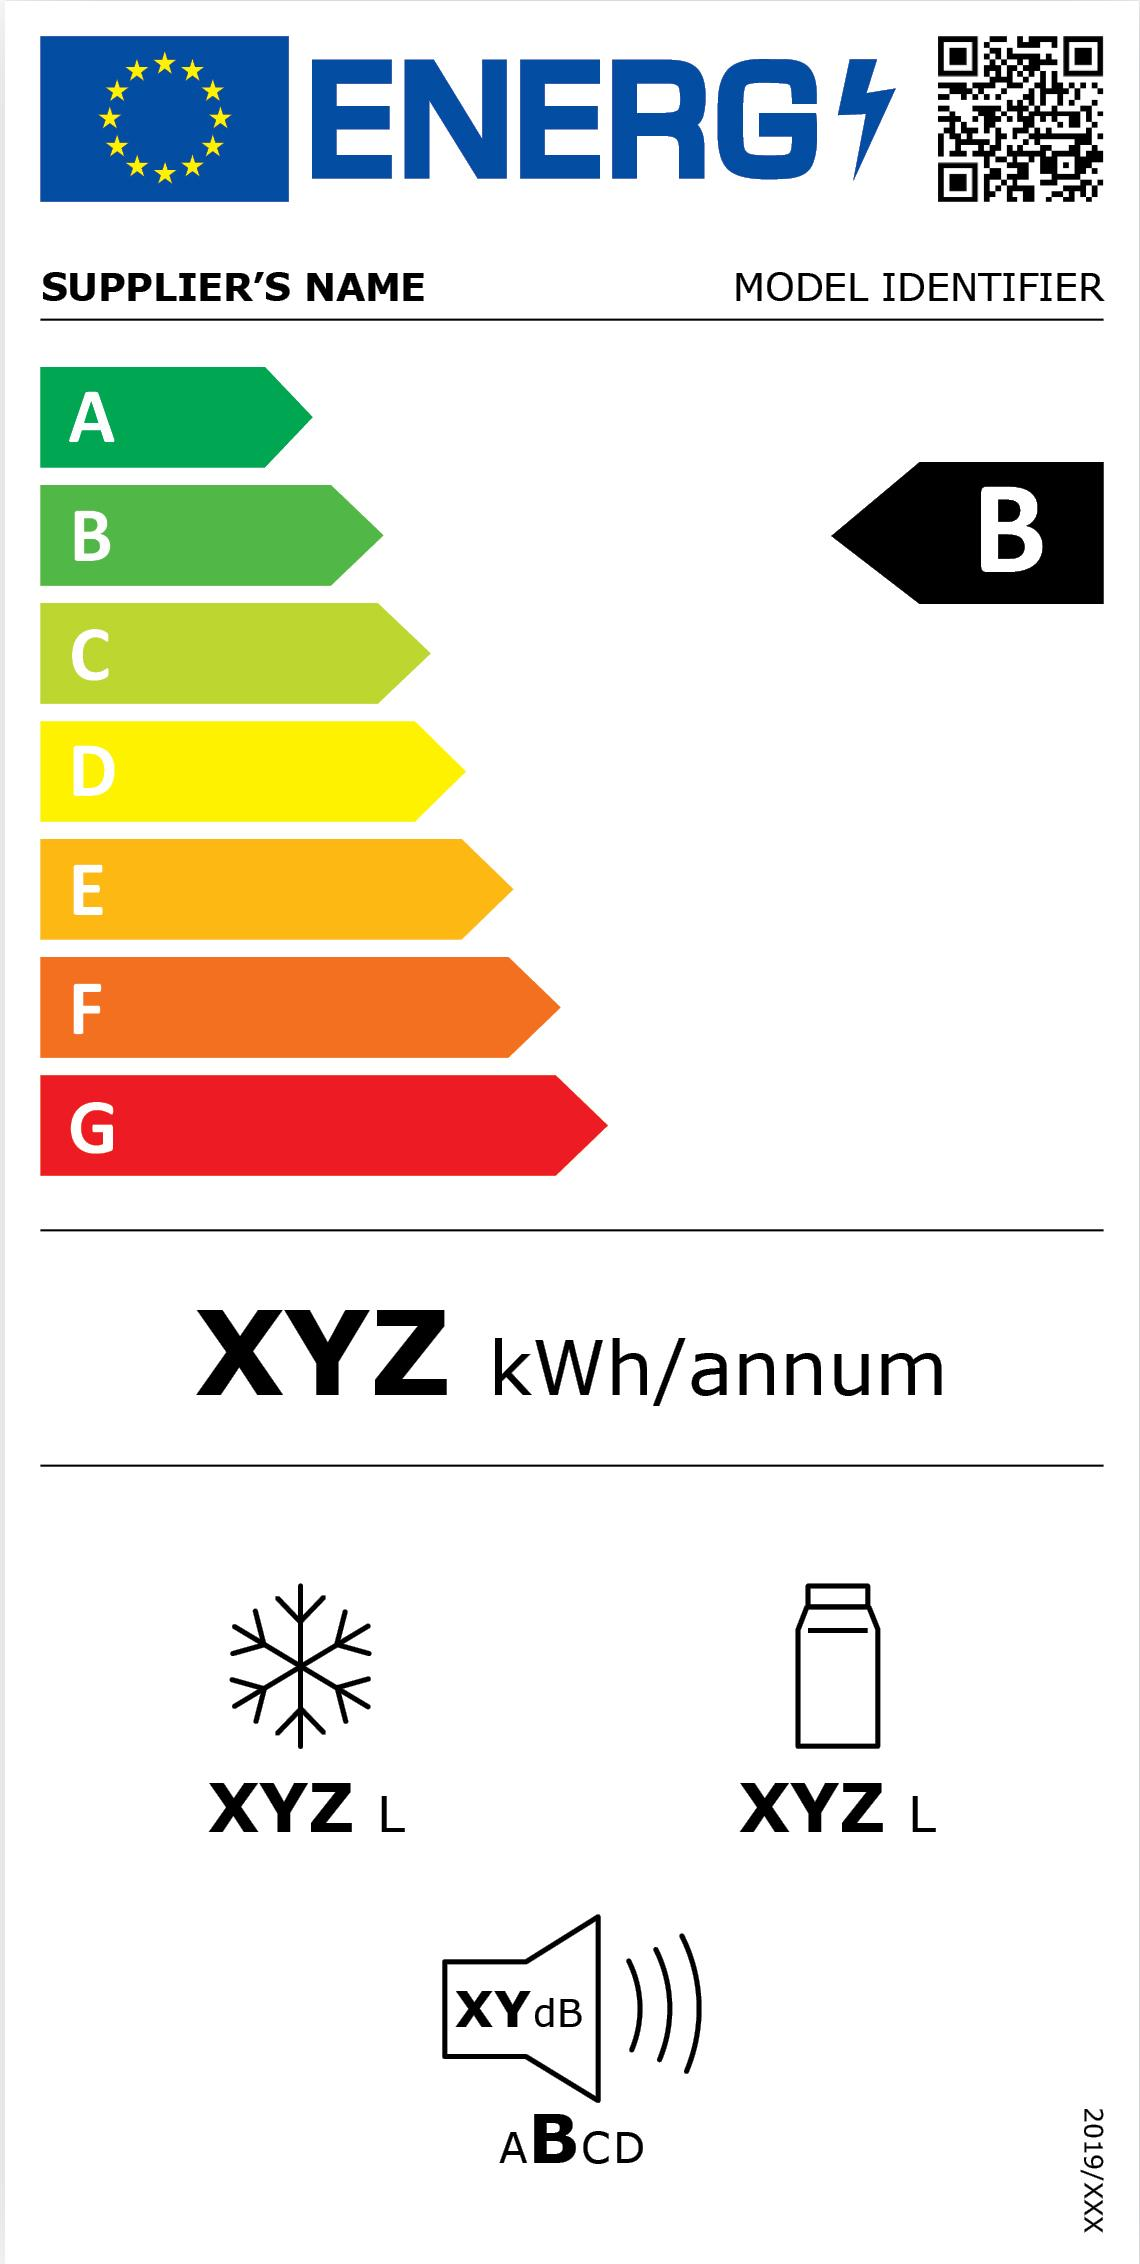 ENERG
SUPPLIER’S NAME
MODEL IDENTIFIER
A
B
B
C
D
E
F
G
XYZ kWh/annum
XYZ L
XYZ L
XYdB
ABCD
2019/XXX